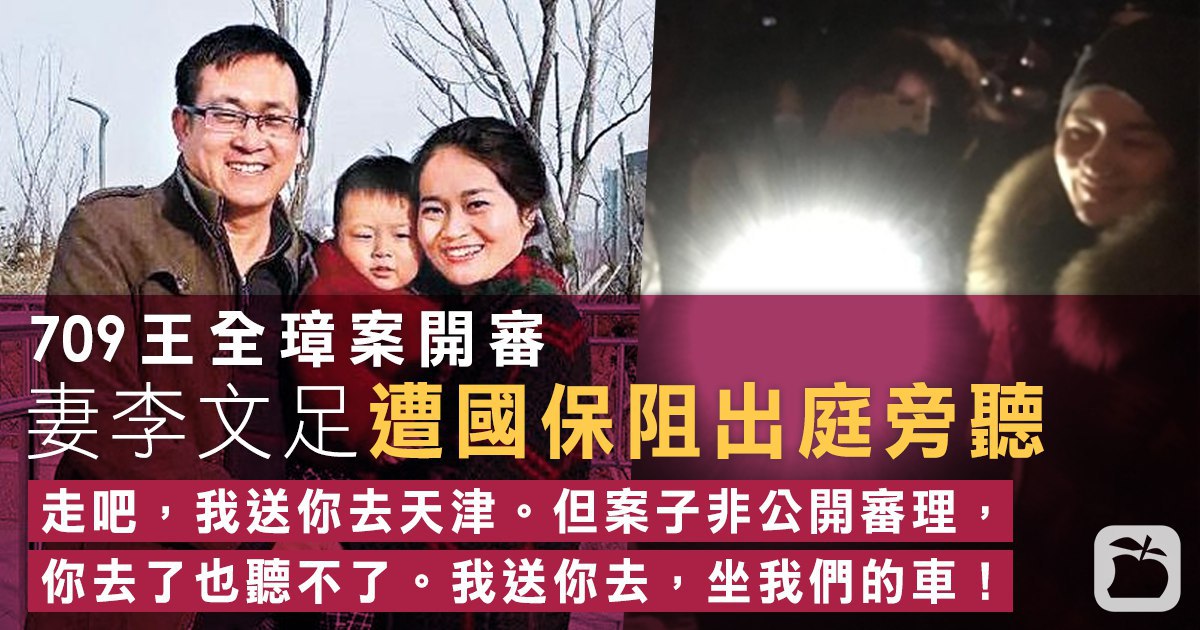 709王全璋案開審
妻李文足遭國保阻出庭旁聽
走吧，我送你去天津。但案子非公開審理，
你去了也聽不了。我送你去，坐我們的車！